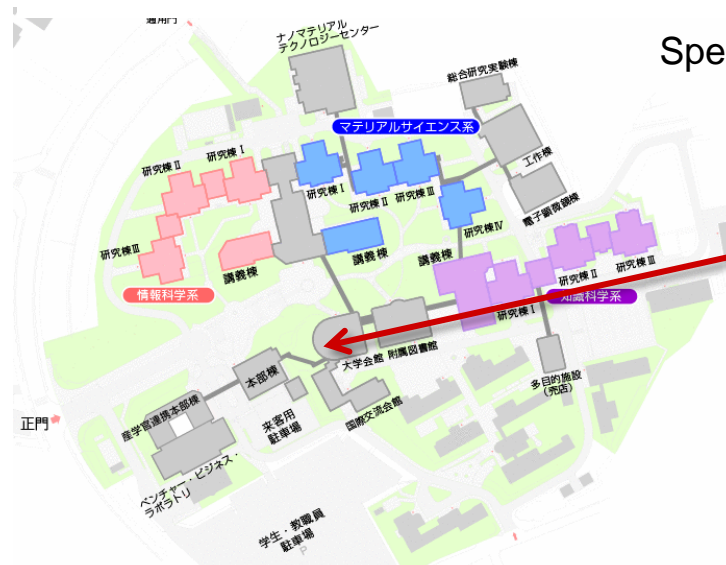 通用門
ナノマテリアル
テクノロジーセンター
Spe
総合研究実験棟
マテリアルサイエンス系
工作棟
研究棟Ⅰ
研究棟Ⅱ
研究棟Ⅰ
研究棟Ⅱ
研究棟Ⅲ
電子顕微鏡棟
研究棟Ⅲ
研究棟Ⅳ
講義棟
講義棟
講義棟
研究棟Ⅱ
研究棟Ⅲ
情報科学系
知識科学系
研究棟Ⅰ
大学会館
附属図書館
本部棟
多目的施設
(売店)
産学官連携本部棟
来客用
駐車場
国際交流会館
正門
ベンチャー・ビジネス・
ラボラトリ
学生・教職員
駐車場
P